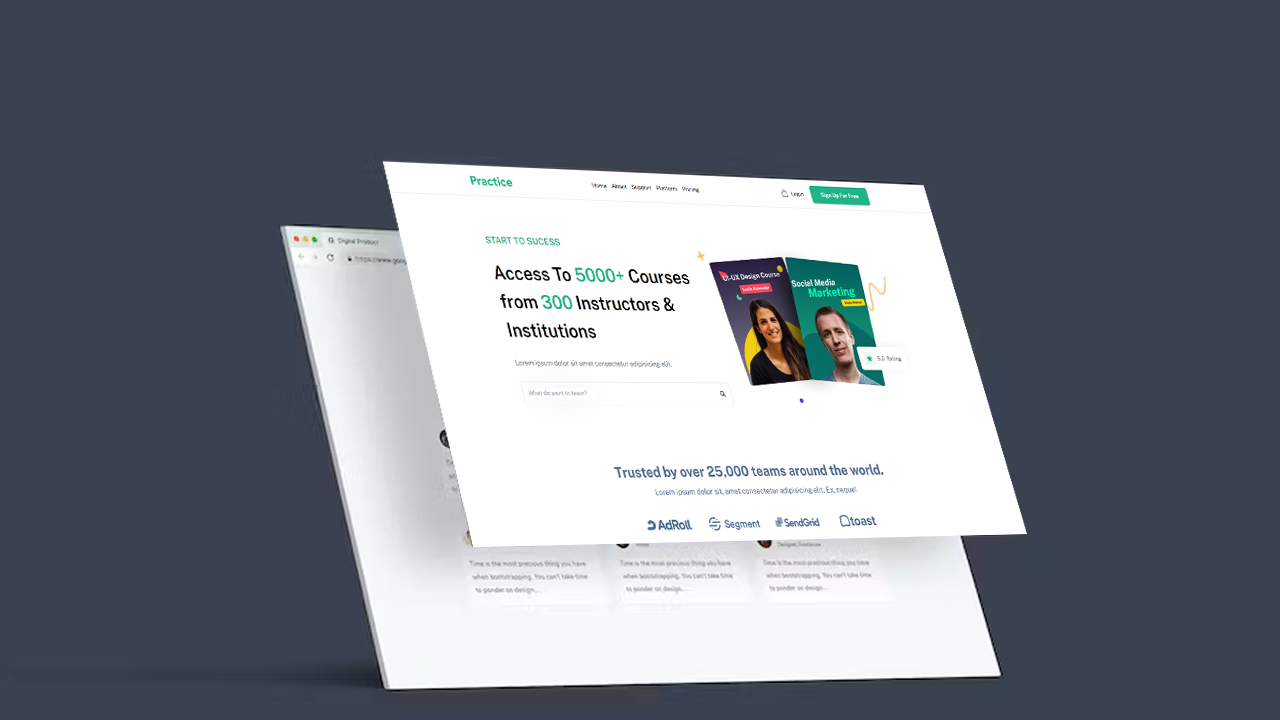 Practice
Home About Support Platform Pricing
Login
Sign Up For Free
START TO SUCESS
Access To 5000+ Courses
from 300 Instructors &
Institutions
Lorem ipsum dolor sit amet consectetur adipisicing elit.
What do want to learn?
UI-UX Design Course
Social Media
Marketing
5.0 Rating
Trusted by over 25,000 teams around the world.
Lorem ipsum dolor sit, amet consectetur adipisicing elit. Ex, neque!
AdRoll
Segment
SendGrid
toast
Digital Product
https://www.goo
Designer, Freelance
Time is the most precious thing you have
when bootstrapping. You can't take time
to ponder on design...
Time is the most precious thing you have
when bootstrapping. You can't take time
to ponder on design...
Time is the most precious thing you have
when bootstrapping. You can't take time
to ponder on design...